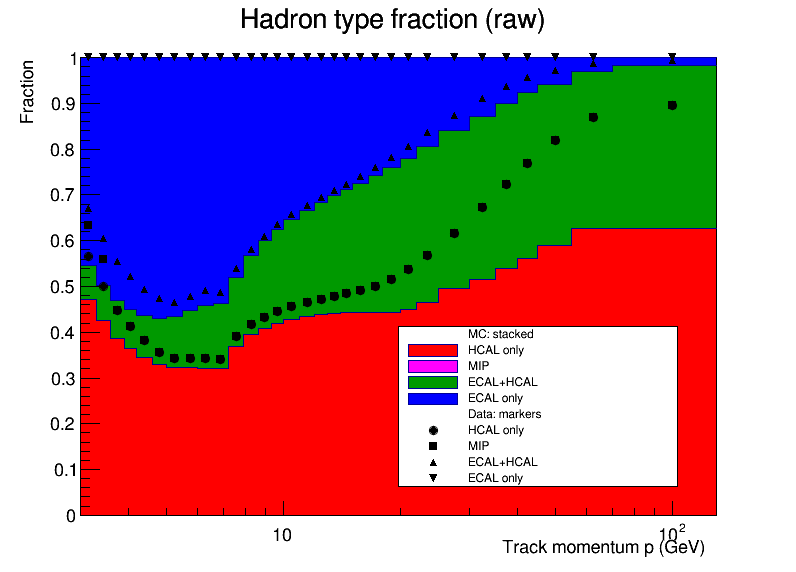 Hadron type fraction (raw)
Fraction
1
0.9
0.8
0.7
0.6
0.5
0.4
0.3
0.2
0.1
0
MC: stacked
HCAL only
MIP
ECAL+HCAL
ECAL only
Data: markers
HCAL only
MIP
ECAL+HCAL
ECAL only
10
10²
Track momentum p (GeV)